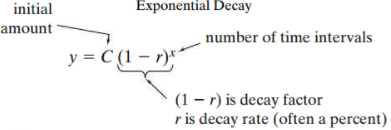 initial
amount
Exponential Decay
number of time intervals
y = C(1 − r)ˣ
(1 − r) is decay factor
r is decay rate (often a percent)